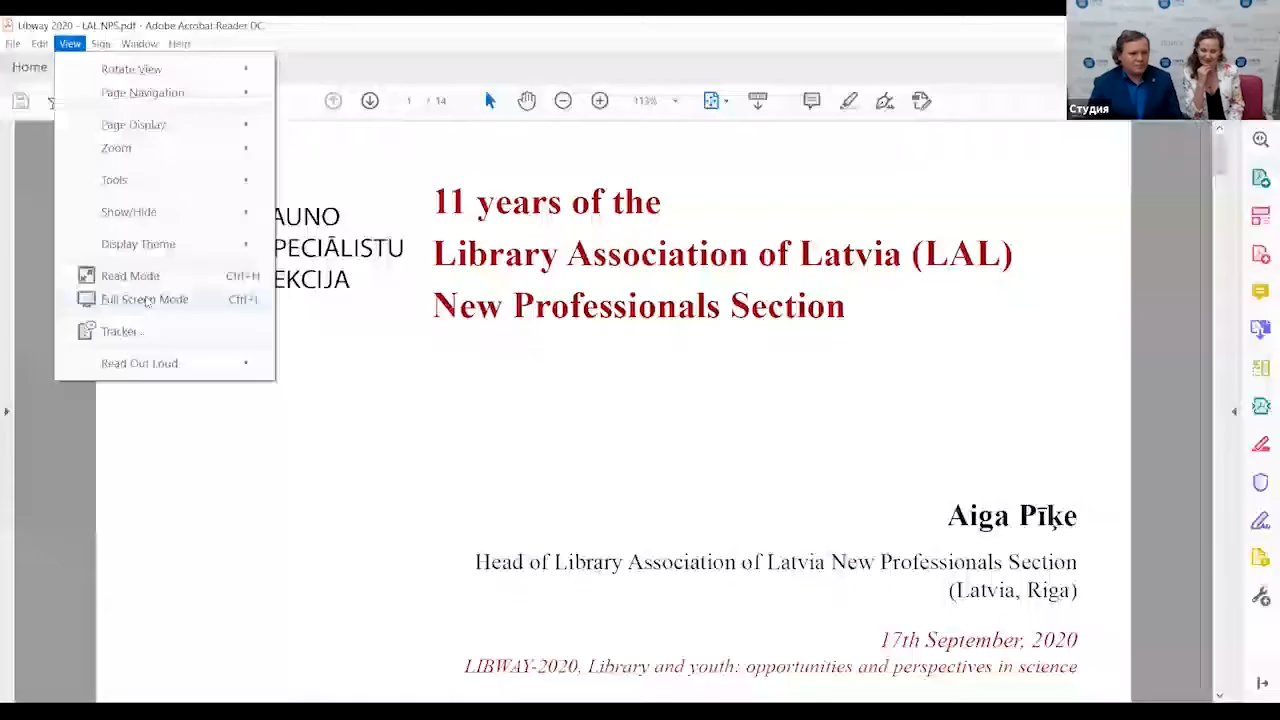 Libway 2020 - LAL NPS.pdf - Adobe Acrobat Reader DC
File Edit View Sign Window Help
Home
Rotate View
Page Navigation
Page Display
Zoom
Tools
Show/Hide
Display Theme
Read Mode Ctrl+H
Full Screen Mode Ctrl+L
Tracker...
Read Out Loud
1 / 14
113%
Студия
AUNO
PECIĀLISTU
EKCIJA
11 years of the
Library Association of Latvia (LAL)
New Professionals Section
Aiga Pīķe
Head of Library Association of Latvia New Professionals Section
(Latvia, Riga)
17th September, 2020
LIBWAY-2020, Library and youth: opportunities and perspectives in science